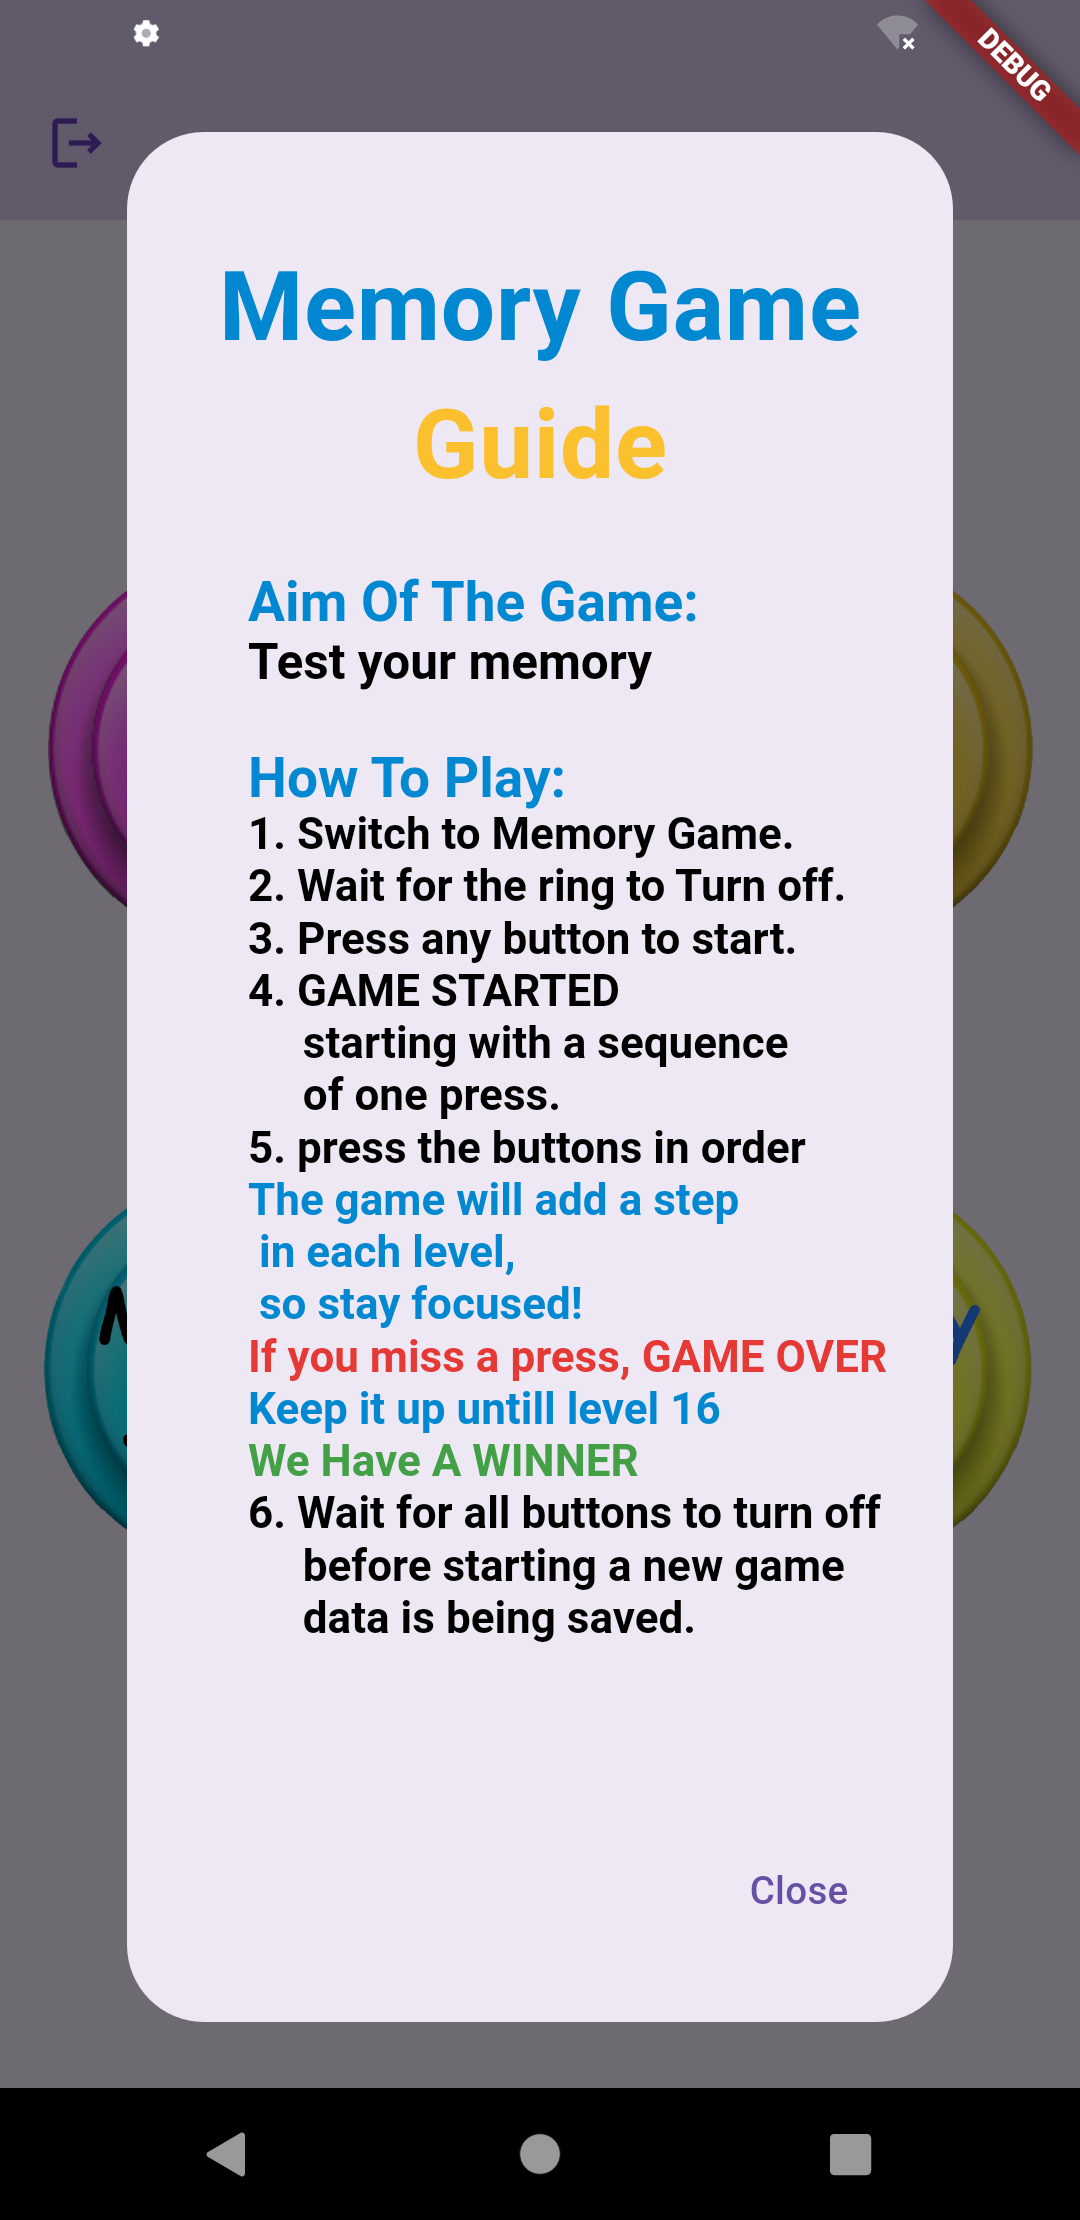 DEBUG
Memory Game
Guide
Aim Of The Game:
Test your memory
How To Play:
1. Switch to Memory Game.
2. Wait for the ring to Turn off.
3. Press any button to start.
4. GAME STARTED
starting with a sequence
of one press.
5. press the buttons in order
The game will add a step
in each level,
so stay focused!
If you miss a press, GAME OVER
Keep it up untill level 16
We Have A WINNER
6. Wait for all buttons to turn off
before starting a new game
data is being saved.
Close